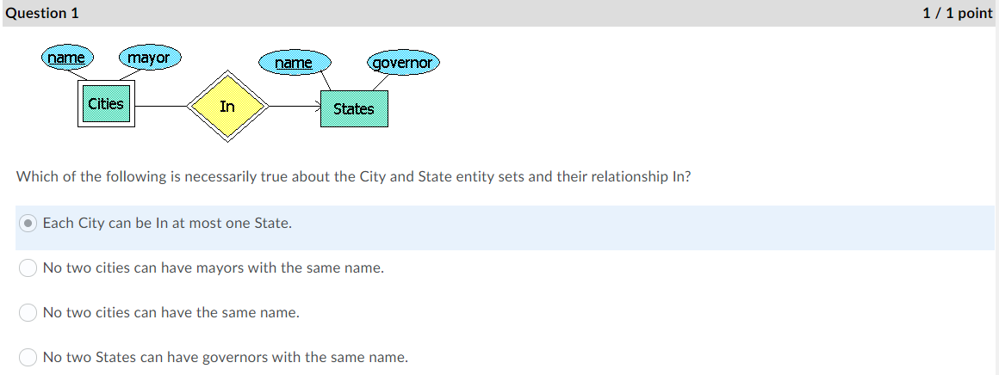 Question 1 1 / 1 point
name mayor name governor
Cities In States
Which of the following is necessarily true about the City and State entity sets and their relationship In?
Each City can be In at most one State.
No two cities can have mayors with the same name.
No two cities can have the same name.
No two States can have governors with the same name.